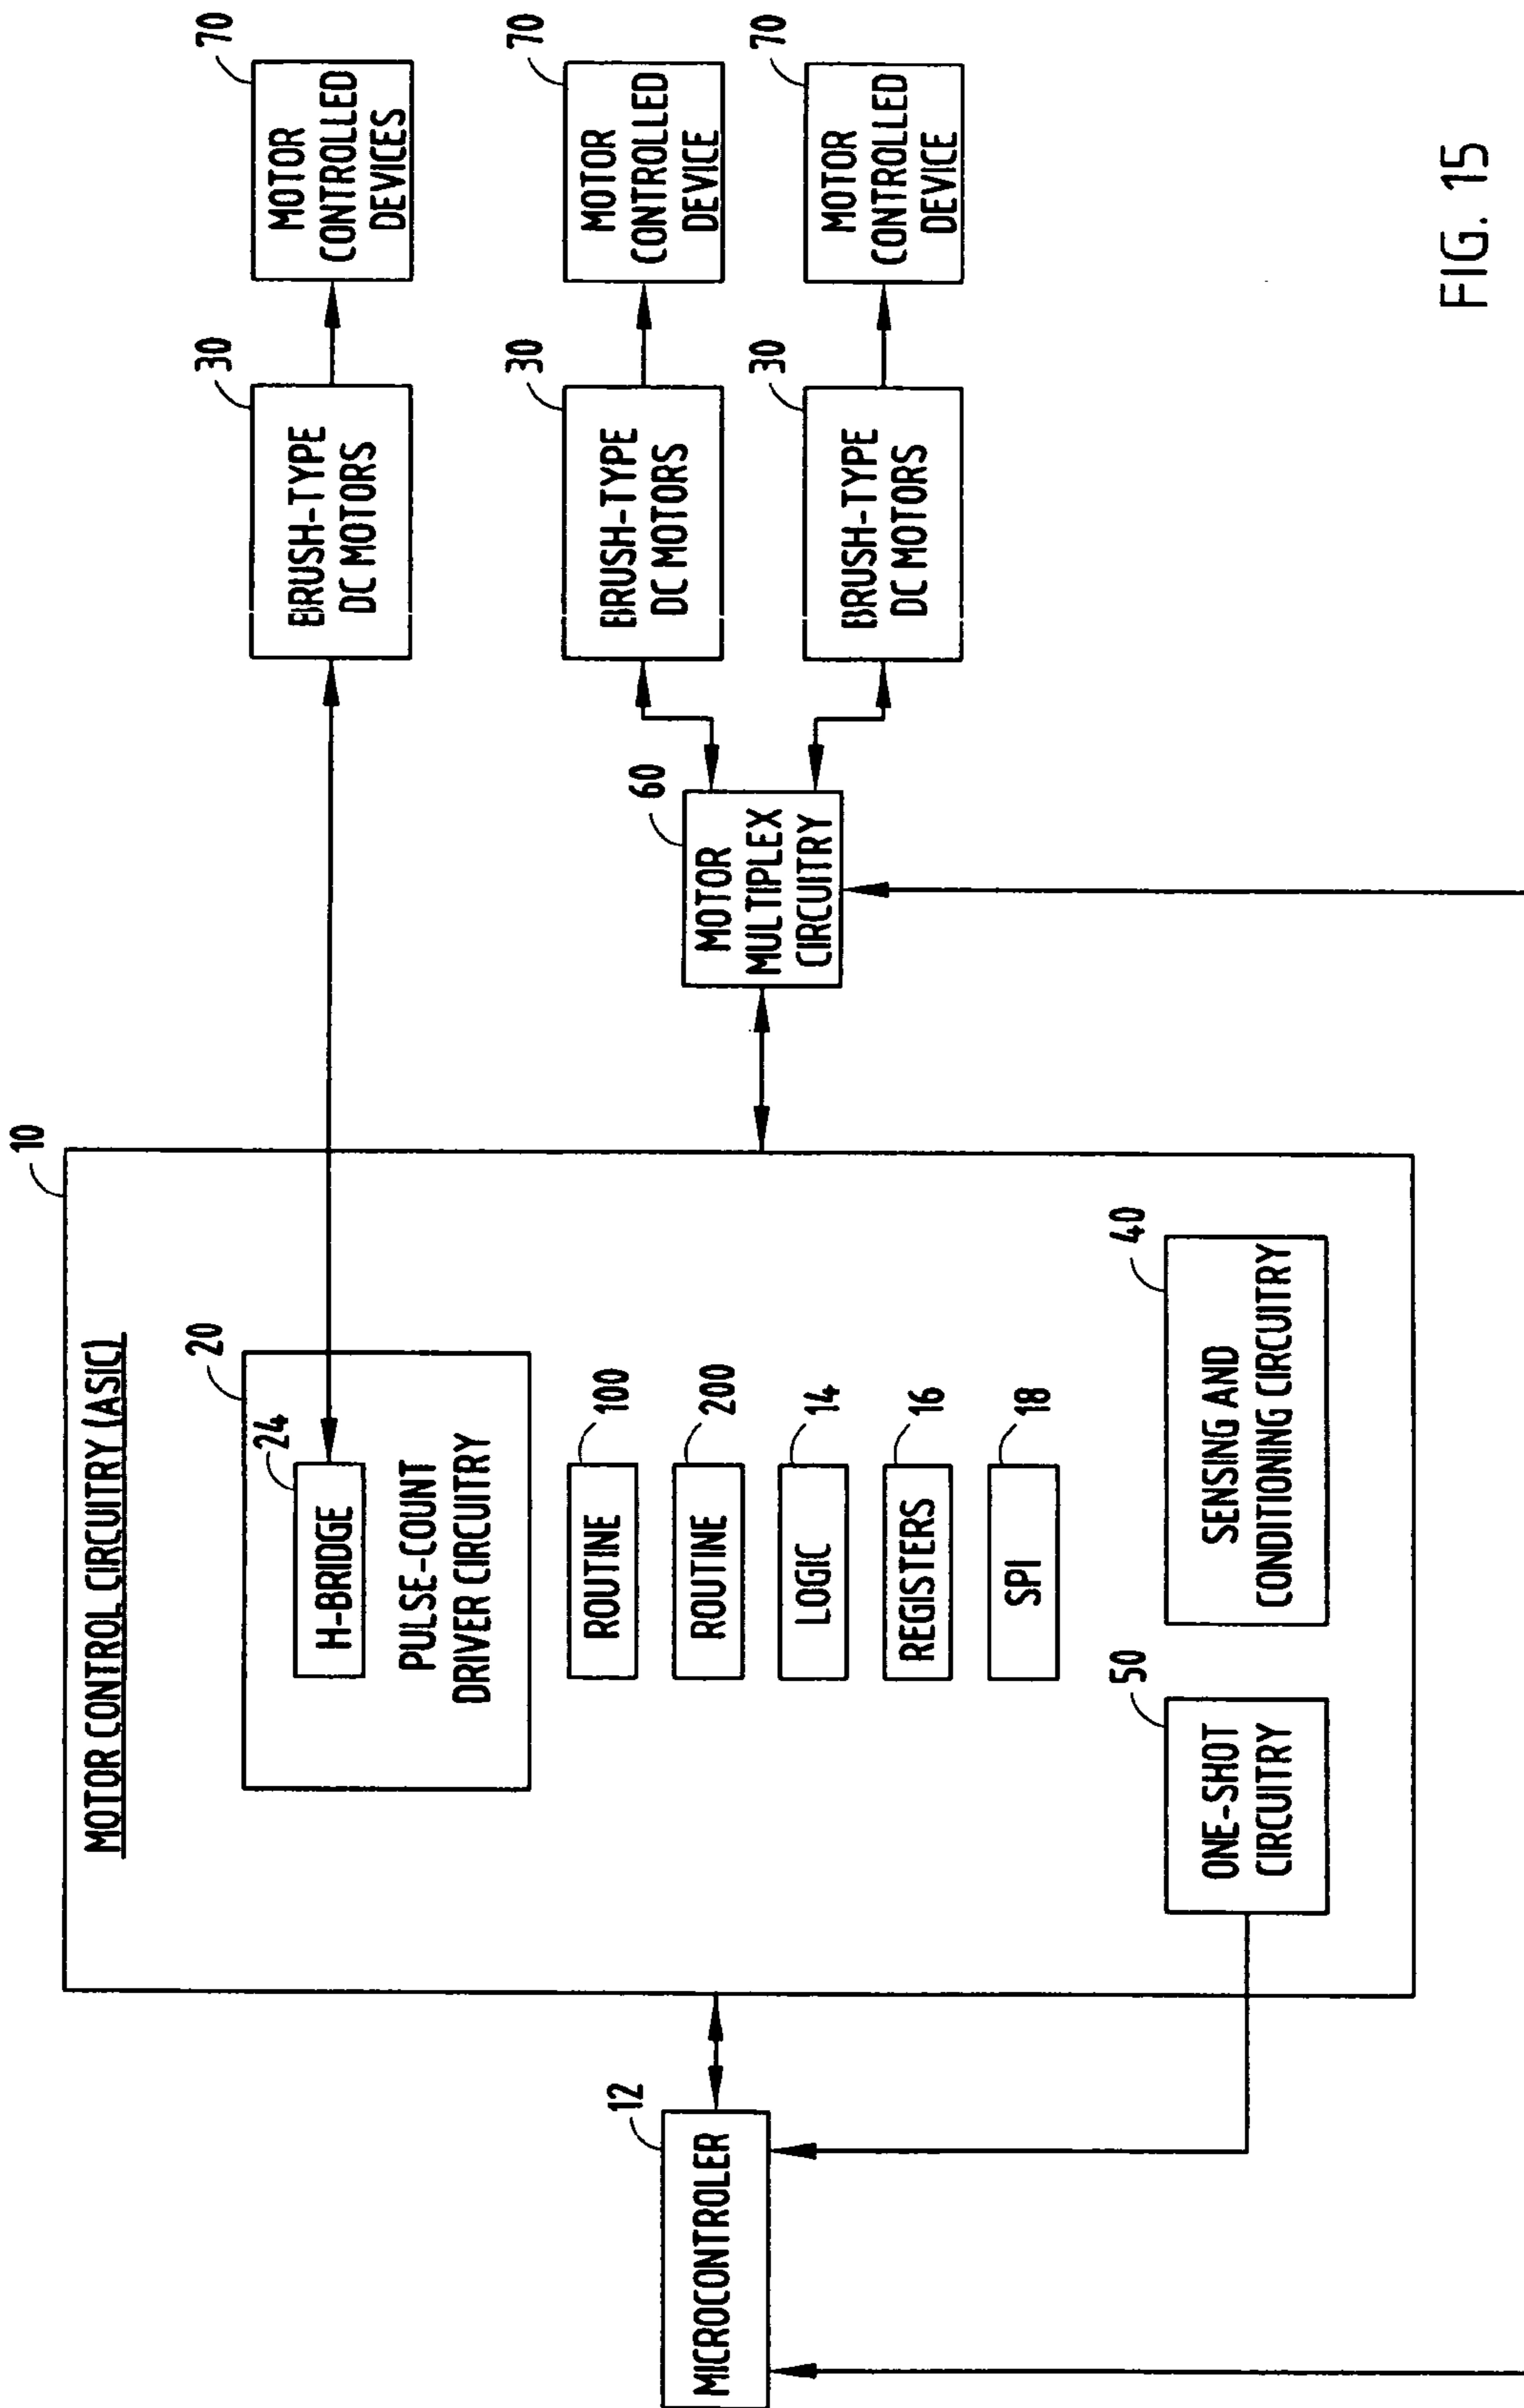 MOTOR CONTROL CIRCUITRY (ASIC)
10
20
24
H-BRIDGE
PULSE-COUNT
DRIVER CIRCUITRY
ROUTINE
100
ROUTINE
200
LOGIC
14
REGISTERS
16
SPI
18
ONE-SHOT
CIRCUITRY
50
SENSING AND
CONDITIONING CIRCUITRY
40
MICROCONTROLER
12
MOTOR
MULTIPLEX
CIRCUITRY
60
BRUSH-TYPE
DC MOTORS
30
MOTOR
CONTROLLED
DEVICES
70
BRUSH-TYPE
DC MOTORS
30
MOTOR
CONTROLLED
DEVICE
70
BRUSH-TYPE
DC MOTORS
30
MOTOR
CONTROLLED
DEVICE
70
FIG. 15